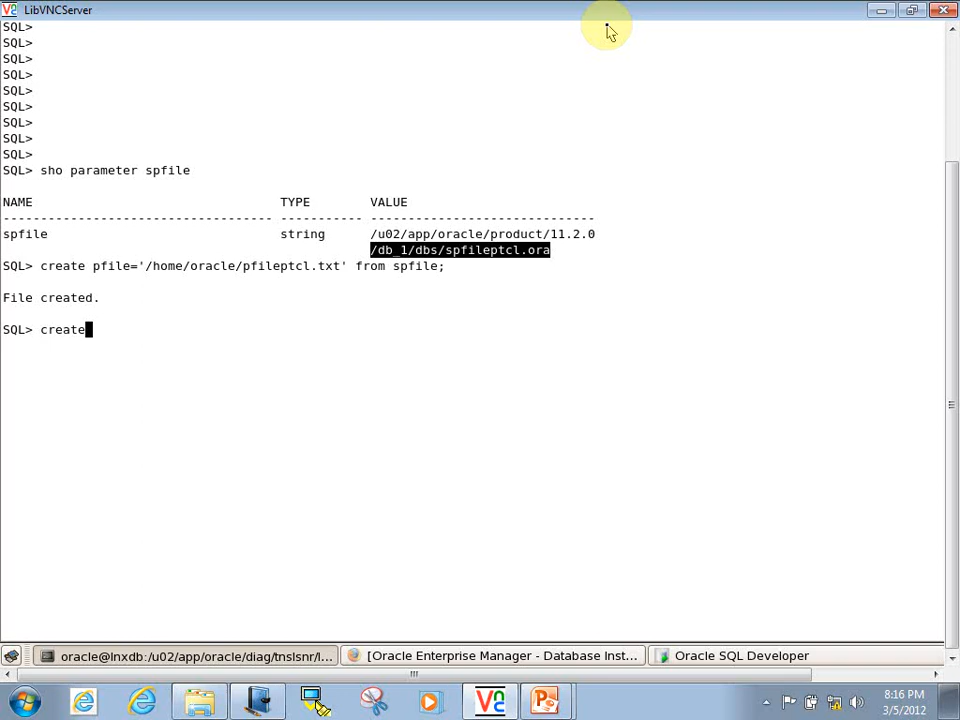 LibVNCServer
SQL>
SQL>
SQL>
SQL>
SQL>
SQL>
SQL>
SQL>
SQL>
SQL> sho parameter spfile
NAME TYPE VALUE
------------------------------------ ----------- ------------------------------
spfile string /u02/app/oracle/product/11.2.0
/db_1/dbs/spfileptcl.ora
SQL> create pfile='/home/oracle/pfileptcl.txt' from spfile;
File created.
SQL> create
oracle@lnxdb:/u02/app/oracle/diag/tnslsnr/l... [Oracle Enterprise Manager - Database Inst... Oracle SQL Developer
8:16 PM
3/5/2012